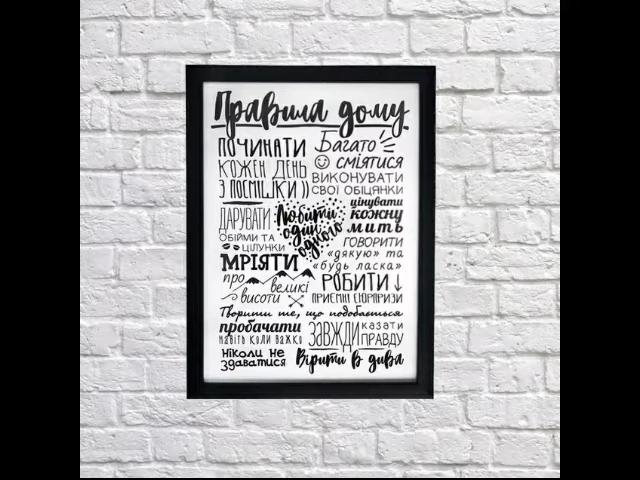 Правила дому
ПОЧИНАТИ
КОЖЕН ДЕНЬ
З ПОСМІШКИ ))
Багато
сміятися
ВИКОНУВАТИ
СВОЇ ОБІЦЯНКИ
ДАРУВАТИ
ОБІЙМИ ТА
ЦІЛУНКИ
Любити
один
одного
цінувати
кожну
мить
ГОВОРИТИ
«дякую» та
«будь ласка»
МРІЯТИ
про великі
висоти
РОБИТИ
ПРИЄМНІ СЮРПРИЗИ
Творити те, що подобається
пробачати
НАВІТЬ КОЛИ ВАЖКО
ЗАВЖДИ КАЗАТИ
ПРАВДУ
Ніколи не
здаватися
Вірити в дива